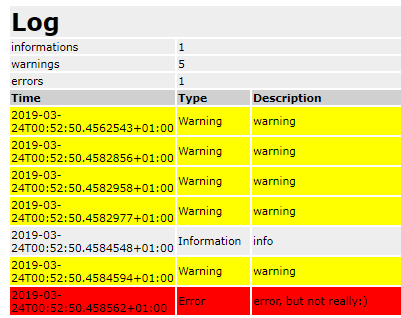 Log
informations 1
warnings 5
errors 1
Time Type Description
2019-03-
24T00:52:50.4562543+01:00 Warning warning
2019-03-
24T00:52:50.4582856+01:00 Warning warning
2019-03-
24T00:52:50.4582958+01:00 Warning warning
2019-03-
24T00:52:50.4582977+01:00 Warning warning
2019-03-
24T00:52:50.4584548+01:00 Information info
2019-03-
24T00:52:50.4584594+01:00 Warning warning
2019-03-
24T00:52:50.458562+01:00 Error error, but not really:)